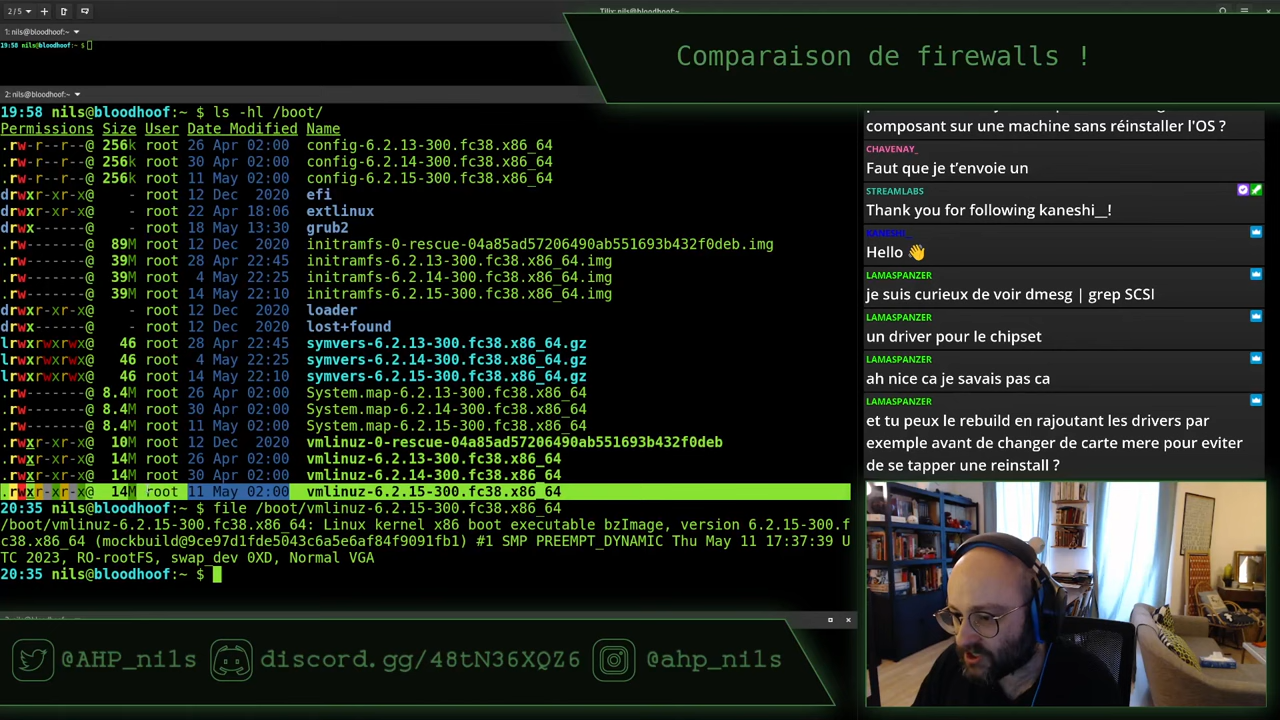 2 / 5
Tilix: nils@bloodhoof:~
1: nils@bloodhoof:~
19:58 nils@bloodhoof:~ $
Comparaison de firewalls !
2: nils@bloodhoof:~
19:58 nils@bloodhoof:~ $ ls -hl /boot/
Permissions Size User Date Modified Name
.rw-r--r--@ 256k root 26 Apr 02:00 config-6.2.13-300.fc38.x86_64
.rw-r--r--@ 256k root 30 Apr 02:00 config-6.2.14-300.fc38.x86_64
.rw-r--r--@ 256k root 11 May 02:00 config-6.2.15-300.fc38.x86_64
drwxr-xr-x@ - root 12 Dec 2020 efi
drwxr-xr-x@ - root 22 Apr 18:06 extlinux
drwx------@ - root 18 May 13:30 grub2
.rw-------@ 89M root 12 Dec 2020 initramfs-0-rescue-04a85ad57206490ab551693b432f0deb.img
.rw-------@ 39M root 28 Apr 22:45 initramfs-6.2.13-300.fc38.x86_64.img
.rw-------@ 39M root 4 May 22:25 initramfs-6.2.14-300.fc38.x86_64.img
.rw-------@ 39M root 14 May 22:10 initramfs-6.2.15-300.fc38.x86_64.img
drwxr-xr-x@ - root 12 Dec 2020 loader
drwx------@ - root 12 Dec 2020 lost+found
lrwxrwxrwx@ 46 root 28 Apr 22:45 symvers-6.2.13-300.fc38.x86_64.gz
lrwxrwxrwx@ 46 root 4 May 22:25 symvers-6.2.14-300.fc38.x86_64.gz
lrwxrwxrwx@ 46 root 14 May 22:10 symvers-6.2.15-300.fc38.x86_64.gz
.rw-------@ 8.4M root 26 Apr 02:00 System.map-6.2.13-300.fc38.x86_64
.rw-------@ 8.4M root 30 Apr 02:00 System.map-6.2.14-300.fc38.x86_64
.rw-------@ 8.4M root 11 May 02:00 System.map-6.2.15-300.fc38.x86_64
.rwxr-xr-x@ 10M root 12 Dec 2020 vmlinuz-0-rescue-04a85ad57206490ab551693b432f0deb
.rwxr-xr-x@ 14M root 26 Apr 02:00 vmlinuz-6.2.13-300.fc38.x86_64
.rwxr-xr-x@ 14M root 30 Apr 02:00 vmlinuz-6.2.14-300.fc38.x86_64
.rwxr-xr-x@ 14M root 11 May 02:00 vmlinuz-6.2.15-300.fc38.x86_64
20:35 nils@bloodhoof:~ $ file /boot/vmlinuz-6.2.15-300.fc38.x86_64
/boot/vmlinuz-6.2.15-300.fc38.x86_64: Linux kernel x86 boot executable bzImage, version 6.2.15-300.f
c38.x86_64 (mockbuild@9ce97d1fde5043c6a5e6af84f9091fb1) #1 SMP PREEMPT_DYNAMIC Thu May 11 17:37:39 U
TC 2023, RO-rootFS, swap_dev 0XD, Normal VGA
20:35 nils@bloodhoof:~ $
composant sur une machine sans réinstaller l'OS ?
CHAVENAY_
Faut que je t'envoie un
STREAMLABS
Thank you for following kaneshi__!
KANESHI__
Hello 👋
LAMASPANZER
je suis curieux de voir dmesg | grep SCSI
LAMASPANZER
un driver pour le chipset
LAMASPANZER
ah nice ca je savais pas ca
LAMASPANZER
et tu peux le rebuild en rajoutant les drivers par
exemple avant de changer de carte mere pour eviter
de se tapper une reinstall ?
@AHP_nils discord.gg/48tN36XQZ6 @ahp_nils